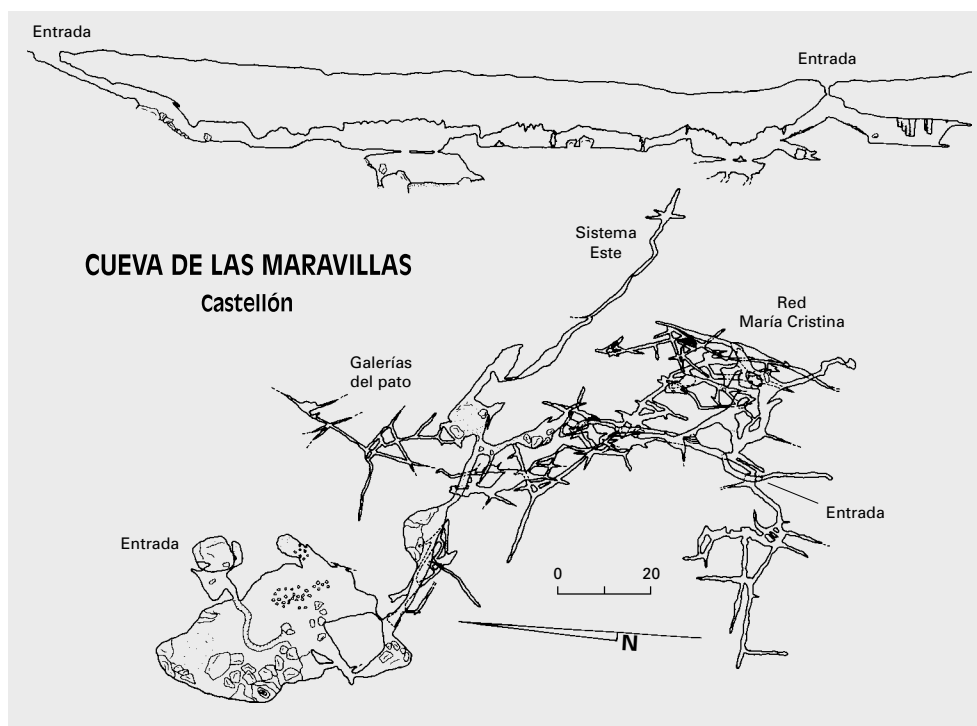 Entrada
Entrada
Sistema
Este
CUEVA DE LAS MARAVILLAS
Castellón
Red
María Cristina
Galerías
del pato
Entrada
Entrada
0 20
N